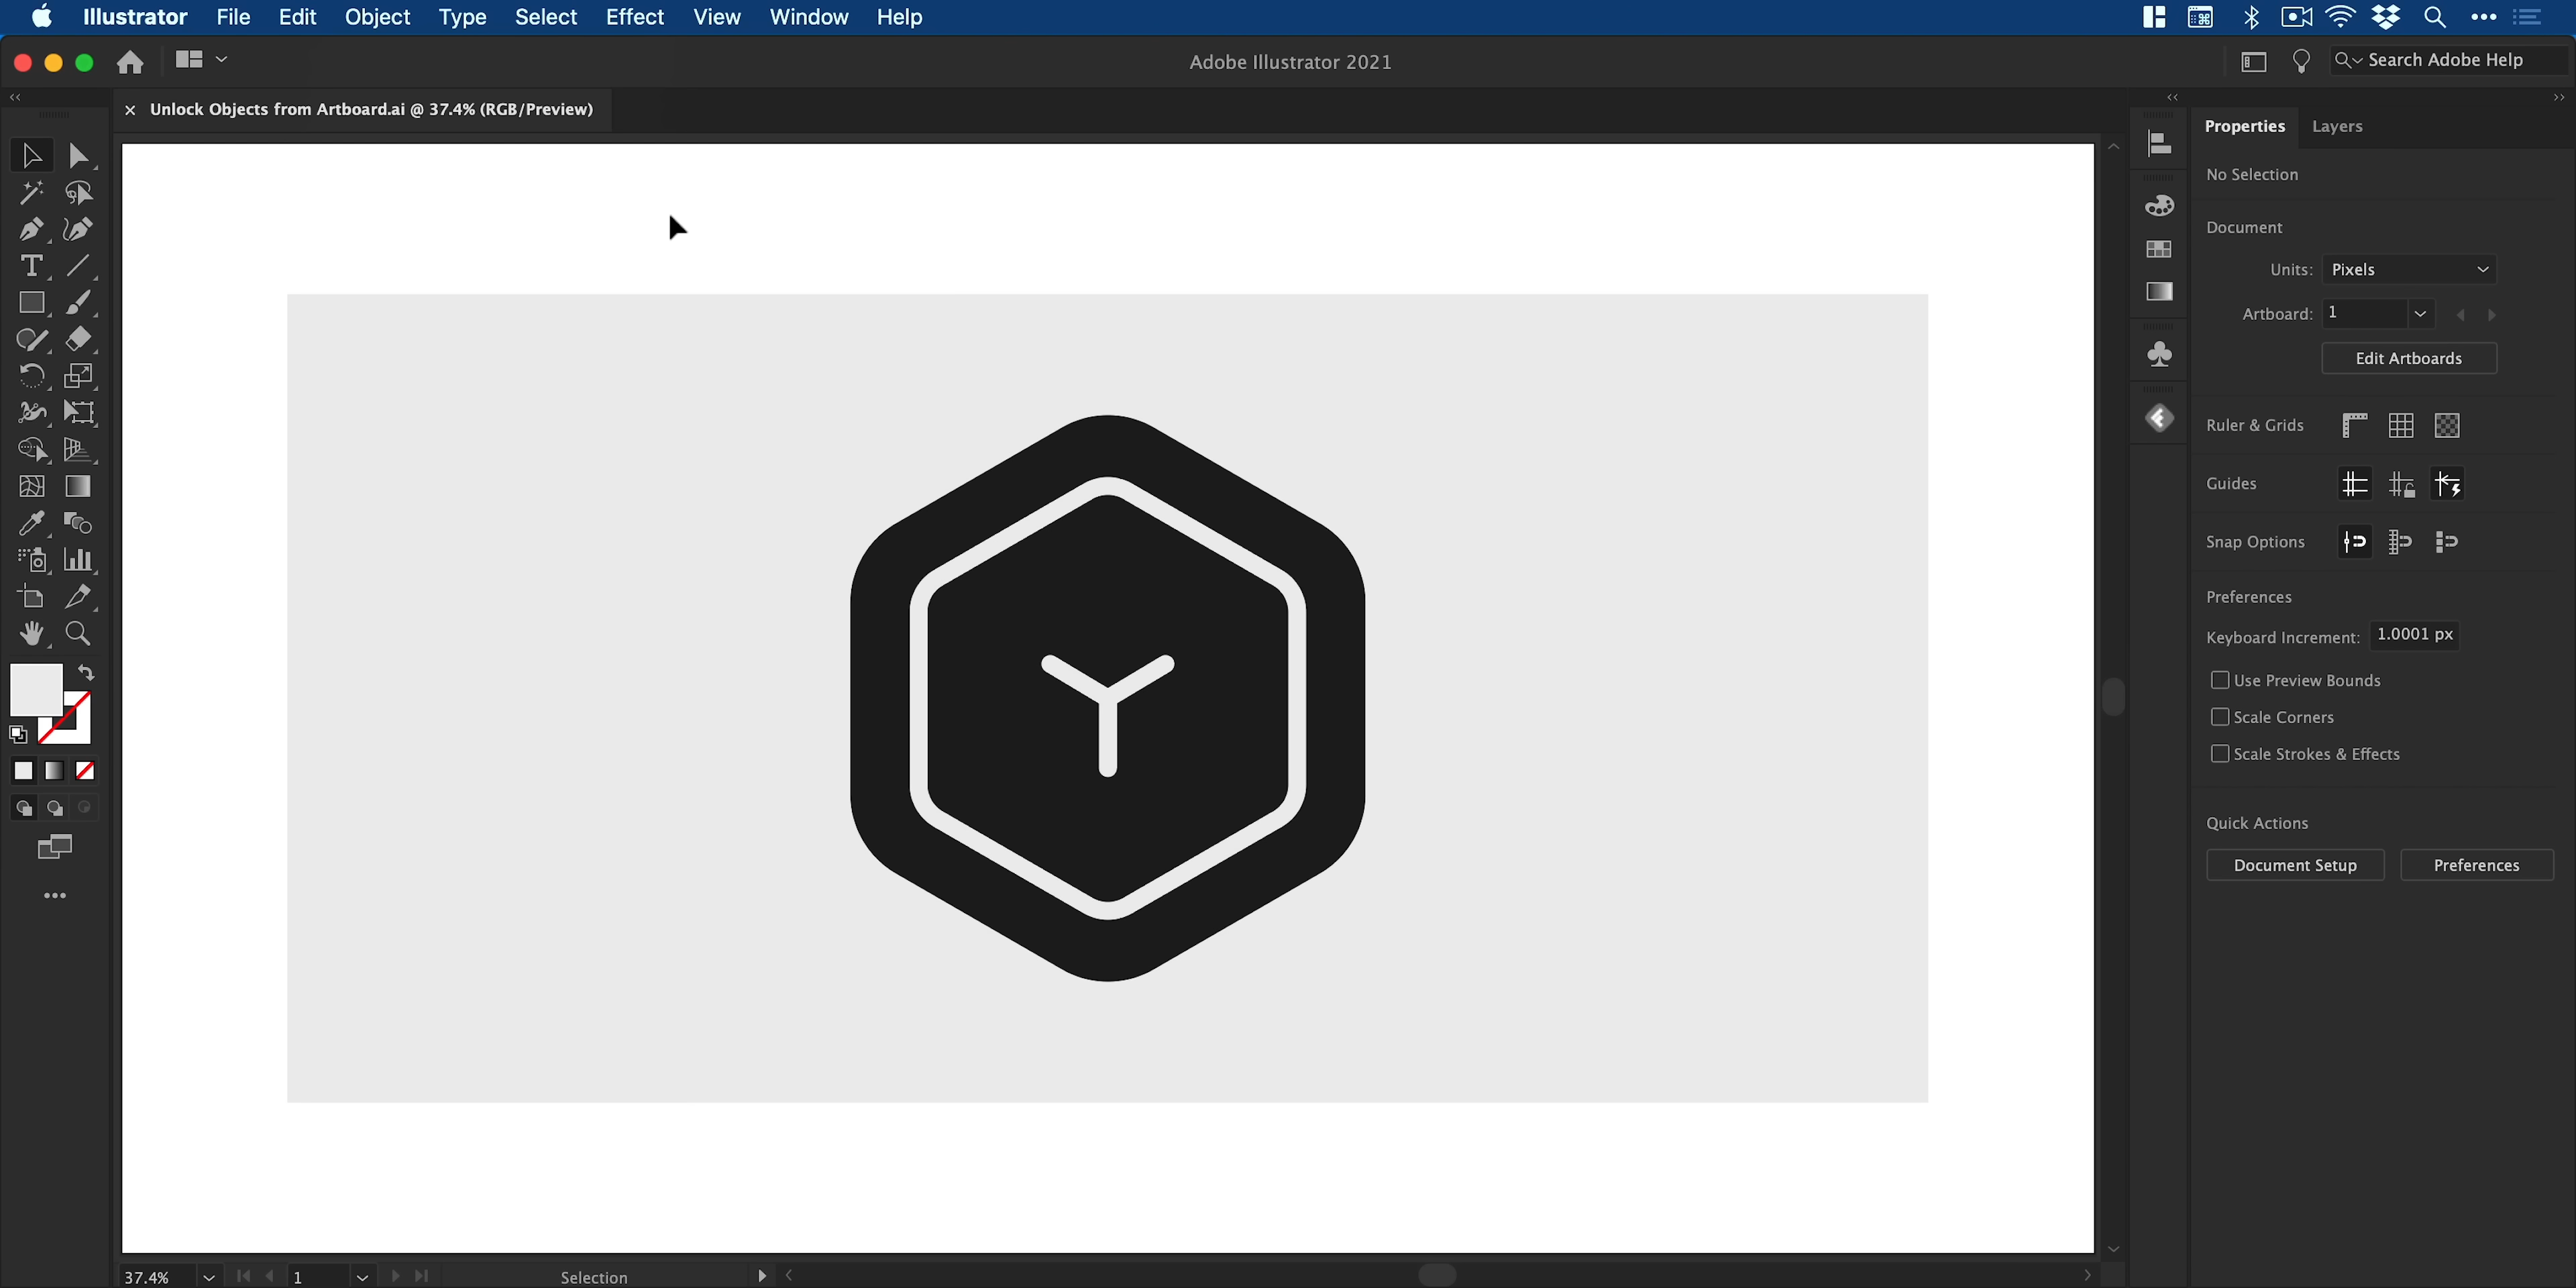 Illustrator File Edit Object Type Select Effect View Window Help
Adobe Illustrator 2021
Search Adobe Help
Unlock Objects from Artboard.ai @ 37.4% (RGB/Preview)
Properties Layers
No Selection
Document
Units: Pixels
Artboard: 1
Edit Artboards
Ruler & Grids
Guides
Snap Options
Preferences
Keyboard Increment: 1.0001 px
Use Preview Bounds
Scale Corners
Scale Strokes & Effects
Quick Actions
Document Setup Preferences
37.4% 1 Selection